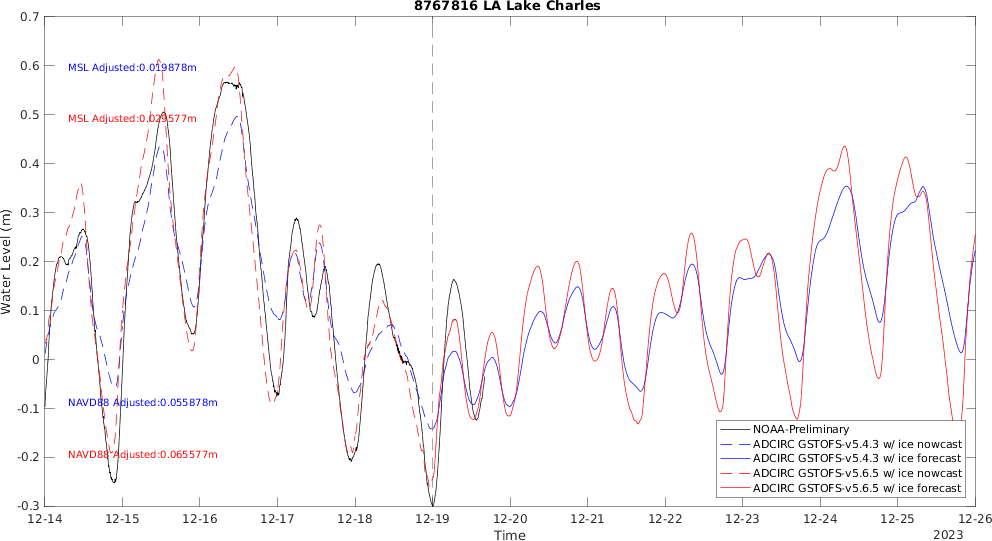 8767816 LA Lake Charles
0.7
0.6
0.5
0.4
0.3
0.2
0.1
0
-0.1
-0.2
-0.3
Water Level (m)
MSL Adjusted:0.019878m
MSL Adjusted:0.029577m
NAVD88 Adjusted:0.055878m
NAVD88 Adjusted:0.065577m
NOAA-Preliminary
ADCIRC GSTOFS-v5.4.3 w/ ice nowcast
ADCIRC GSTOFS-v5.4.3 w/ ice forecast
ADCIRC GSTOFS-v5.6.5 w/ ice nowcast
ADCIRC GSTOFS-v5.6.5 w/ ice forecast
12-14 12-15 12-16 12-17 12-18 12-19 12-20 12-21 12-22 12-23 12-24 12-25 12-26
Time
2023